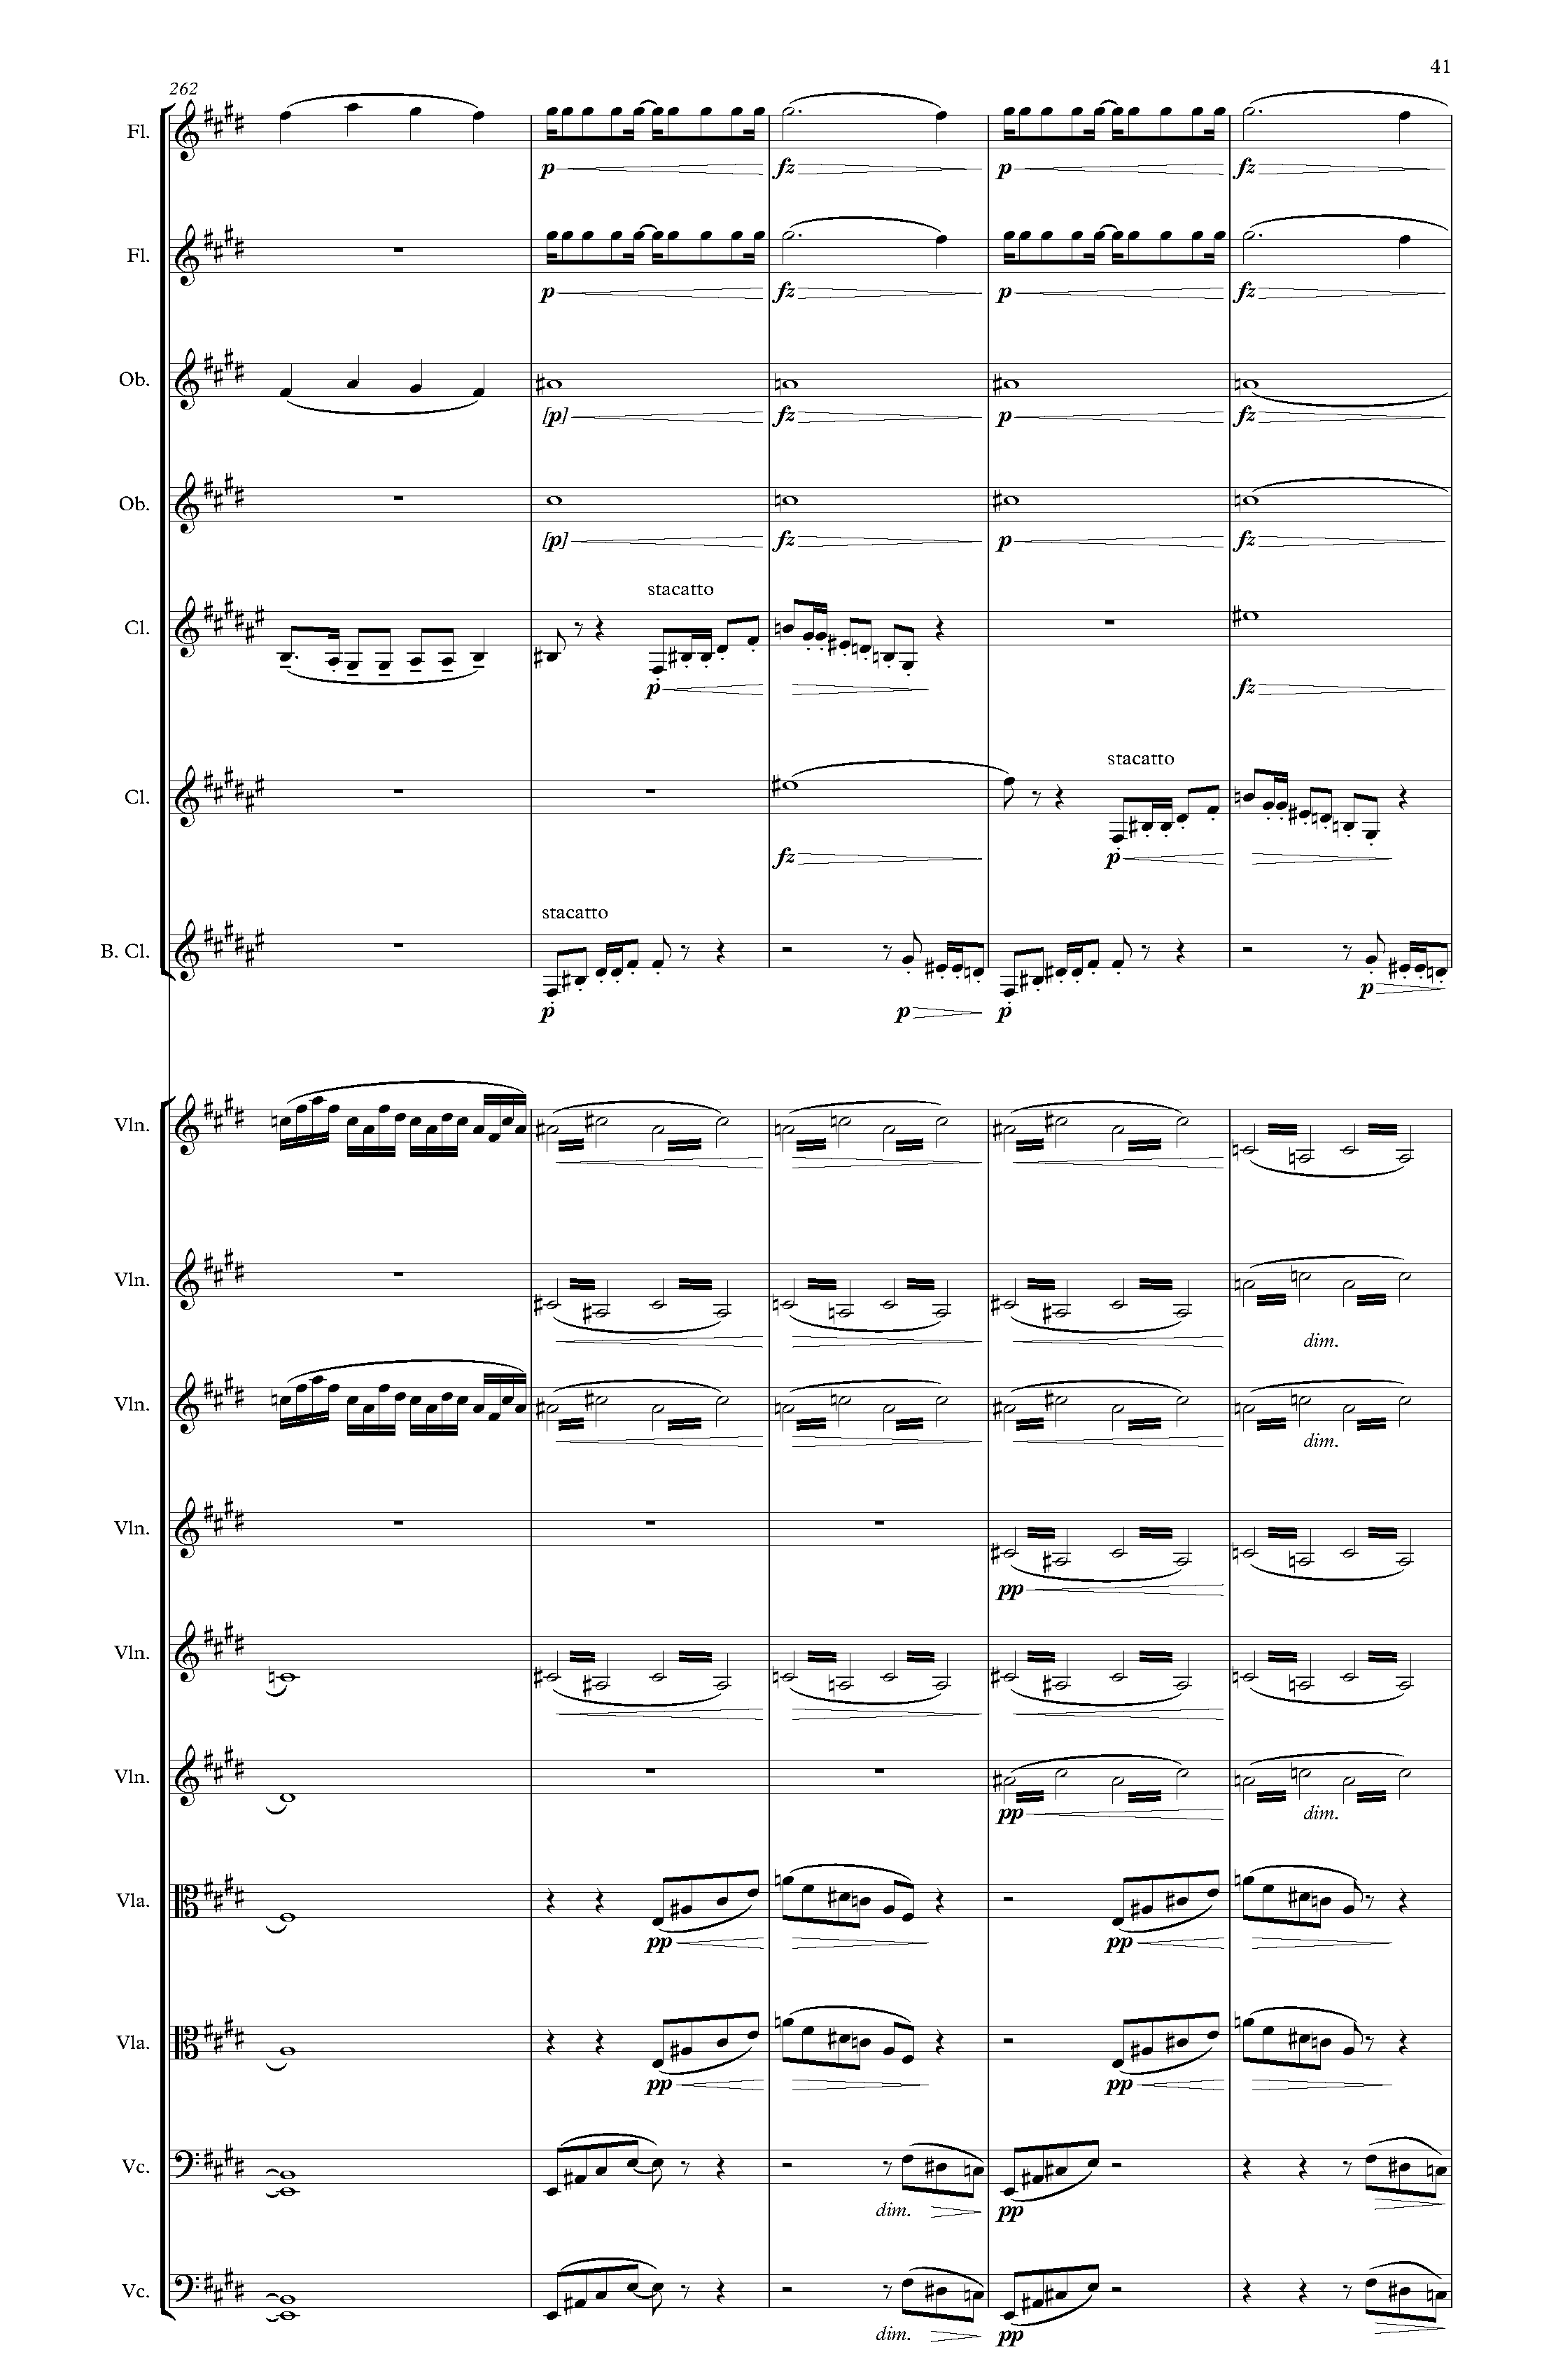 41
262
Fl.
p fz p fz
Fl.
p fz p fz
Ob.
[p] fz p fz
Ob.
[p] fz p fz
stacatto
Cl.
p fz
stacatto
Cl.
fz p
stacatto
B. Cl.
p p p p
Vln.
Vln.
dim.
Vln.
dim.
Vln.
pp
Vln.
Vln.
pp dim.
Vla.
pp pp
Vla.
pp pp
Vc.
dim. pp
Vc.
dim. pp